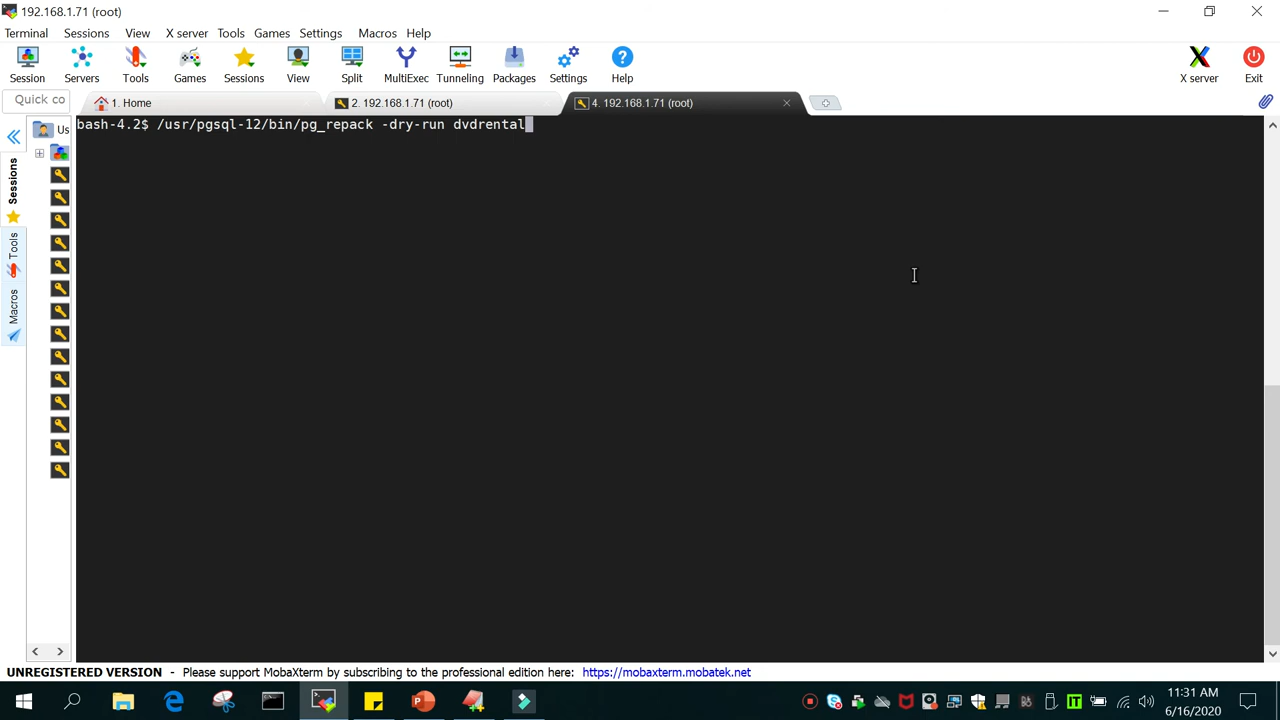 192.168.1.71 (root)
Terminal Sessions View X server Tools Games Settings Macros Help
Session Servers Tools Games Sessions View Split MultiExec Tunneling Packages Settings Help X server Exit
Quick co
1. Home
2. 192.168.1.71 (root)
4. 192.168.1.71 (root)
Us
Sessions
Tools
Macros
bash-4.2$ /usr/pgsql-12/bin/pg_repack -dry-run dvdrental
UNREGISTERED VERSION - Please support MobaXterm by subscribing to the professional edition here: https://mobaxterm.mobatek.net
11:31 AM
6/16/2020